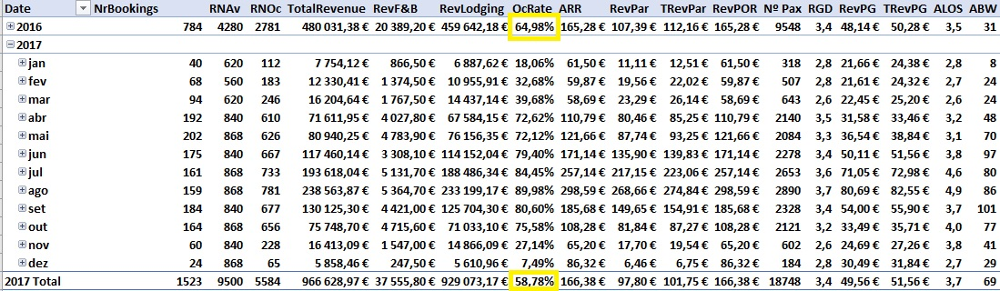 Date NrBookings RNAv RNOc TotalRevenue RevF&B RevLodging OcRate ARR RevPar TRevPar RevPOR Nº Pax RGD RevPG TRevPG ALOS ABW
2016 784 4280 2781 480 031,38 € 20 389,20 € 459 642,18 € 64,98% 165,28 € 107,39 € 112,16 € 165,28 € 9548 3,4 48,14 € 50,28 € 3,5 31
2017
jan 40 620 112 7 754,12 € 866,50 € 6 887,62 € 18,06% 61,50 € 11,11 € 12,51 € 61,50 € 318 2,8 21,66 € 24,38 € 2,8 8
fev 68 560 183 12 330,41 € 1 374,50 € 10 955,91 € 32,68% 59,87 € 19,56 € 22,02 € 59,87 € 507 2,8 21,61 € 24,32 € 2,7 24
mar 94 620 246 16 204,64 € 1 767,50 € 14 437,14 € 39,68% 58,69 € 23,29 € 26,14 € 58,69 € 643 2,6 22,45 € 25,20 € 2,6 24
abr 192 840 610 71 611,95 € 4 027,80 € 67 584,15 € 72,62% 110,79 € 80,46 € 85,25 € 110,79 € 2140 3,5 31,58 € 33,46 € 3,2 48
mai 202 868 626 80 940,25 € 4 783,90 € 76 156,35 € 72,12% 121,66 € 87,74 € 93,25 € 121,66 € 2084 3,3 36,54 € 38,84 € 3,1 70
jun 175 840 667 117 460,14 € 3 308,10 € 114 152,04 € 79,40% 171,14 € 135,90 € 139,83 € 171,14 € 2278 3,4 50,11 € 51,56 € 3,8 97
jul 161 868 733 193 618,04 € 5 131,70 € 188 486,34 € 84,45% 257,14 € 217,15 € 223,06 € 257,14 € 2653 3,6 71,05 € 72,98 € 4,6 80
ago 159 868 781 238 563,87 € 5 364,70 € 233 199,17 € 89,98% 298,59 € 268,66 € 274,84 € 298,59 € 2890 3,7 80,69 € 82,55 € 4,9 86
set 184 840 677 130 125,30 € 4 421,00 € 125 704,30 € 80,60% 185,68 € 149,65 € 154,91 € 185,68 € 2328 3,4 54,00 € 55,90 € 3,7 101
out 164 868 656 75 748,70 € 4 715,60 € 71 033,10 € 75,58% 108,28 € 81,84 € 87,27 € 108,28 € 2121 3,2 33,49 € 35,71 € 4,0 77
nov 60 840 228 16 413,09 € 1 547,00 € 14 866,09 € 27,14% 65,20 € 17,70 € 19,54 € 65,20 € 602 2,6 24,69 € 27,26 € 3,8 41
dez 24 868 65 5 858,46 € 247,50 € 5 610,96 € 7,49% 86,32 € 6,46 € 6,75 € 86,32 € 184 2,8 30,49 € 31,84 € 2,7 29
2017 Total 1523 9500 5584 966 628,97 € 37 555,80 € 929 073,17 € 58,78% 166,38 € 97,80 € 101,75 € 166,38 € 18748 3,4 49,56 € 51,56 € 3,7 69